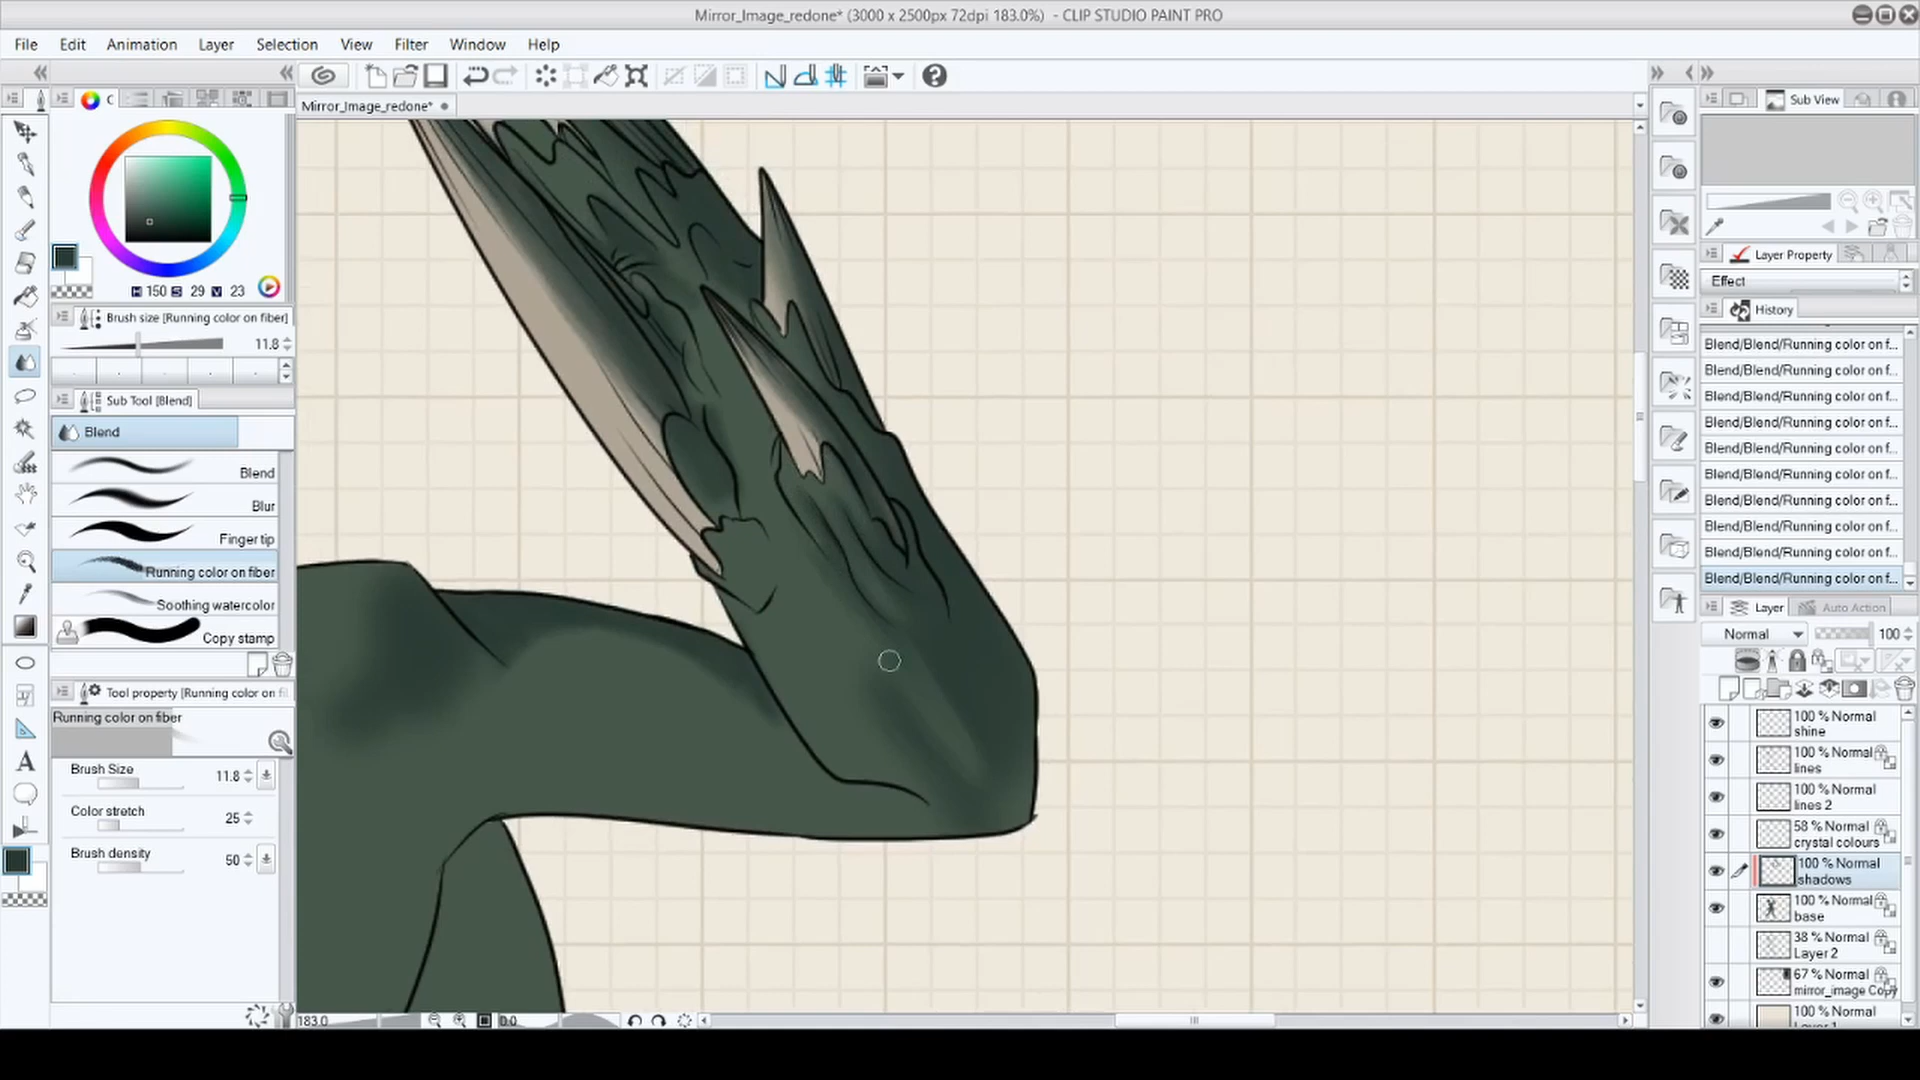 Mirror_Image_redone* (3000 x 2500px 72dpi 183.0%) - CLIP STUDIO PAINT PRO
File Edit Animation Layer Selection View Filter Window Help
Mirror_Image_redone*
C
H 150 S 29 V 23
Brush size [Running color on fiber]
11.8
Sub Tool [Blend]
Blend
Blend
Blur
Finger tip
Running color on fiber
Soothing watercolor
Copy stamp
Tool property [Running color on fi
Running color on fiber
Brush Size 11.8
Color stretch 25
Brush density 50
183.0
0.0
Sub View
Layer Property
Effect
History
Blend/Blend/Running color on f...
Blend/Blend/Running color on f...
Blend/Blend/Running color on f...
Blend/Blend/Running color on f...
Blend/Blend/Running color on f...
Blend/Blend/Running color on f...
Blend/Blend/Running color on f...
Blend/Blend/Running color on f...
Blend/Blend/Running color on f...
Blend/Blend/Running color on f...
Layer Auto Action
Normal 100
100 % Normal
shine
100 % Normal
lines
100 % Normal
lines 2
58 % Normal
crystal colours
100 % Normal
shadows
100 % Normal
base
38 % Normal
Layer 2
67 % Normal
mirror_image Copy
100 % Normal
Layer 1